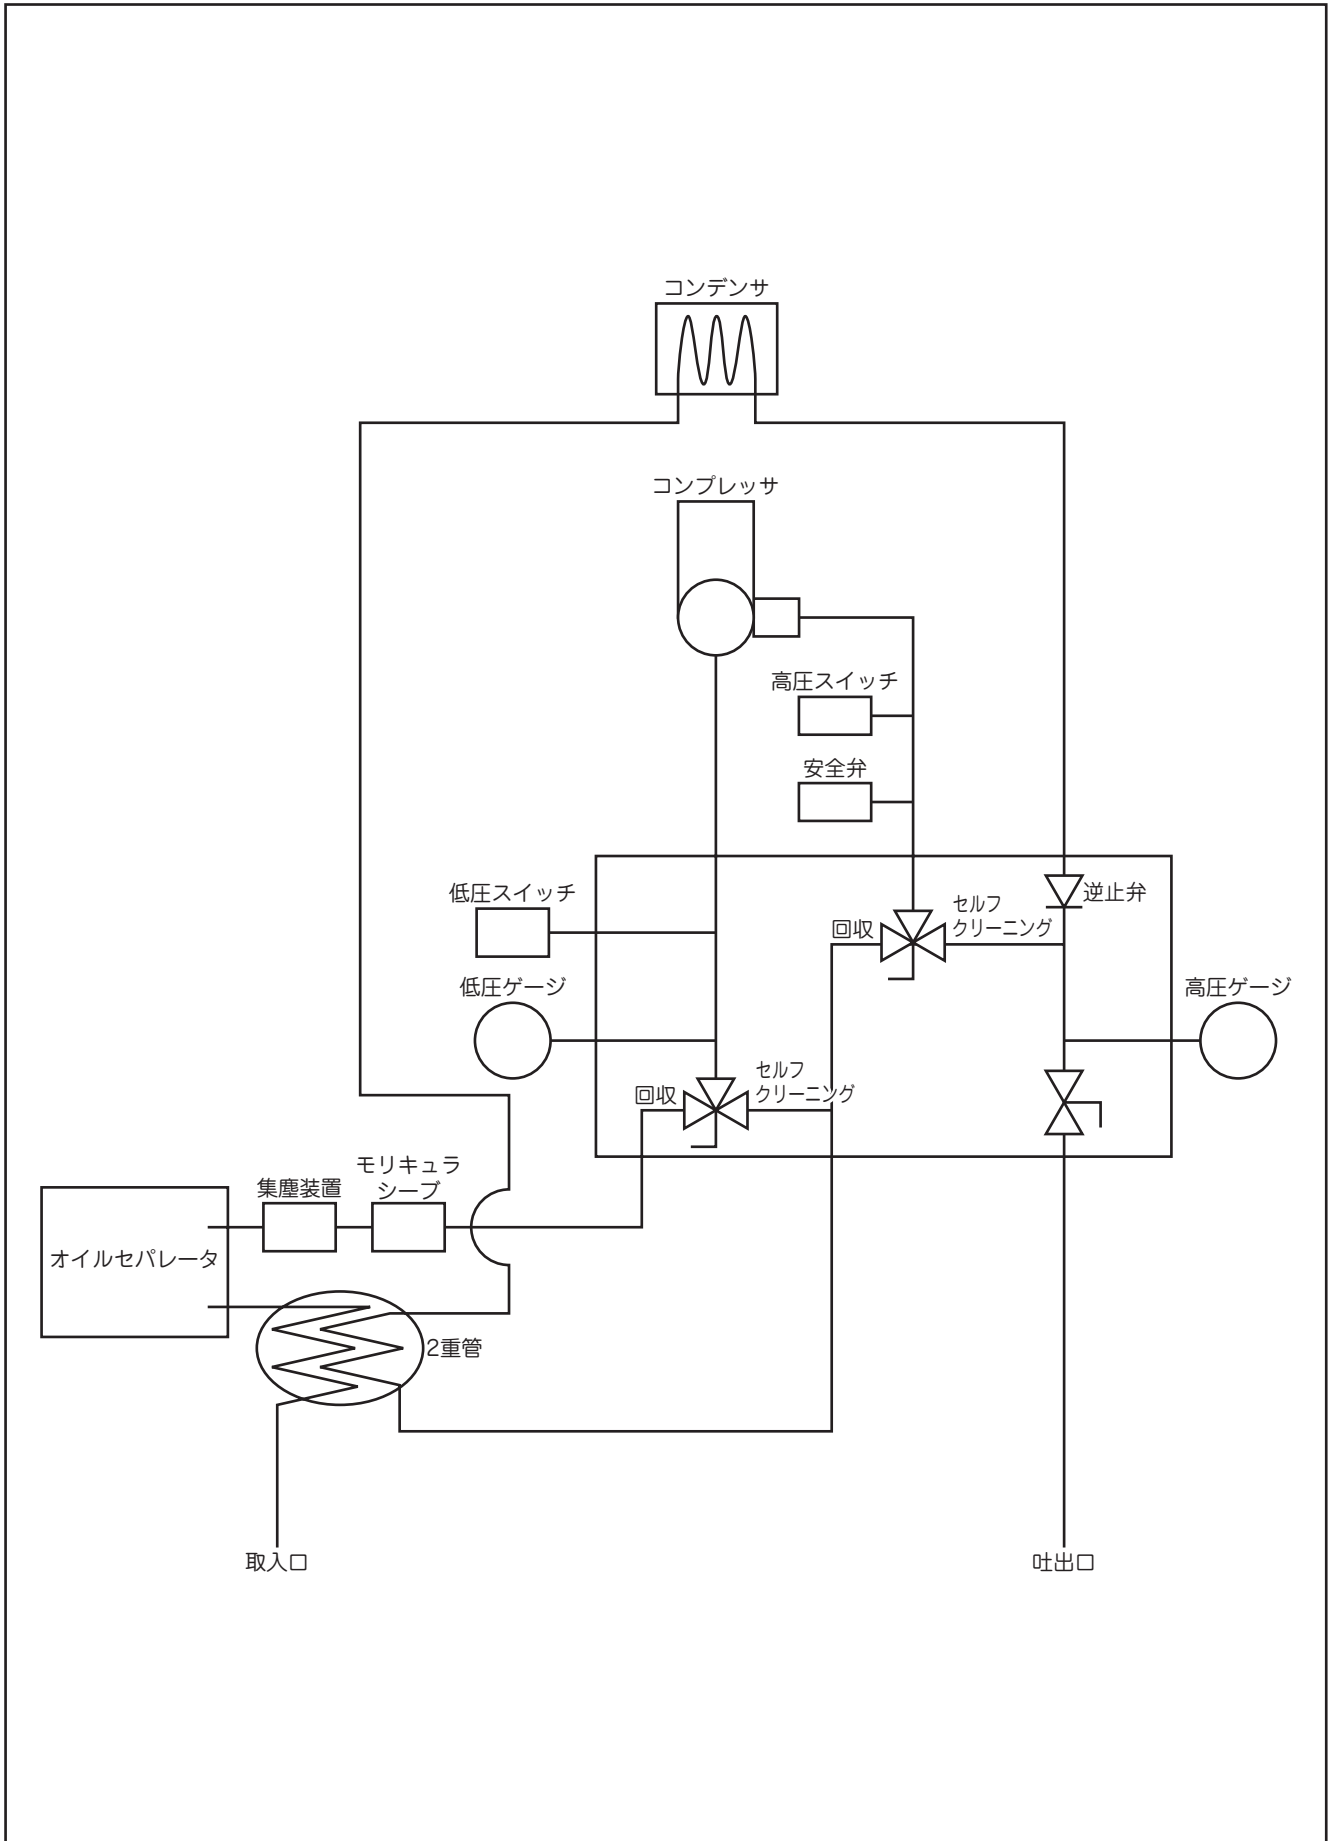 コンデンサ
コンプレッサ
高圧スイッチ
安全弁
低圧スイッチ
回収
セルフ
クリーニング
逆止弁
低圧ゲージ
高圧ゲージ
回収
セルフ
クリーニング
集塵装置
モリキュラ
シーブ
オイルセパレータ
2重管
取入口
吐出口